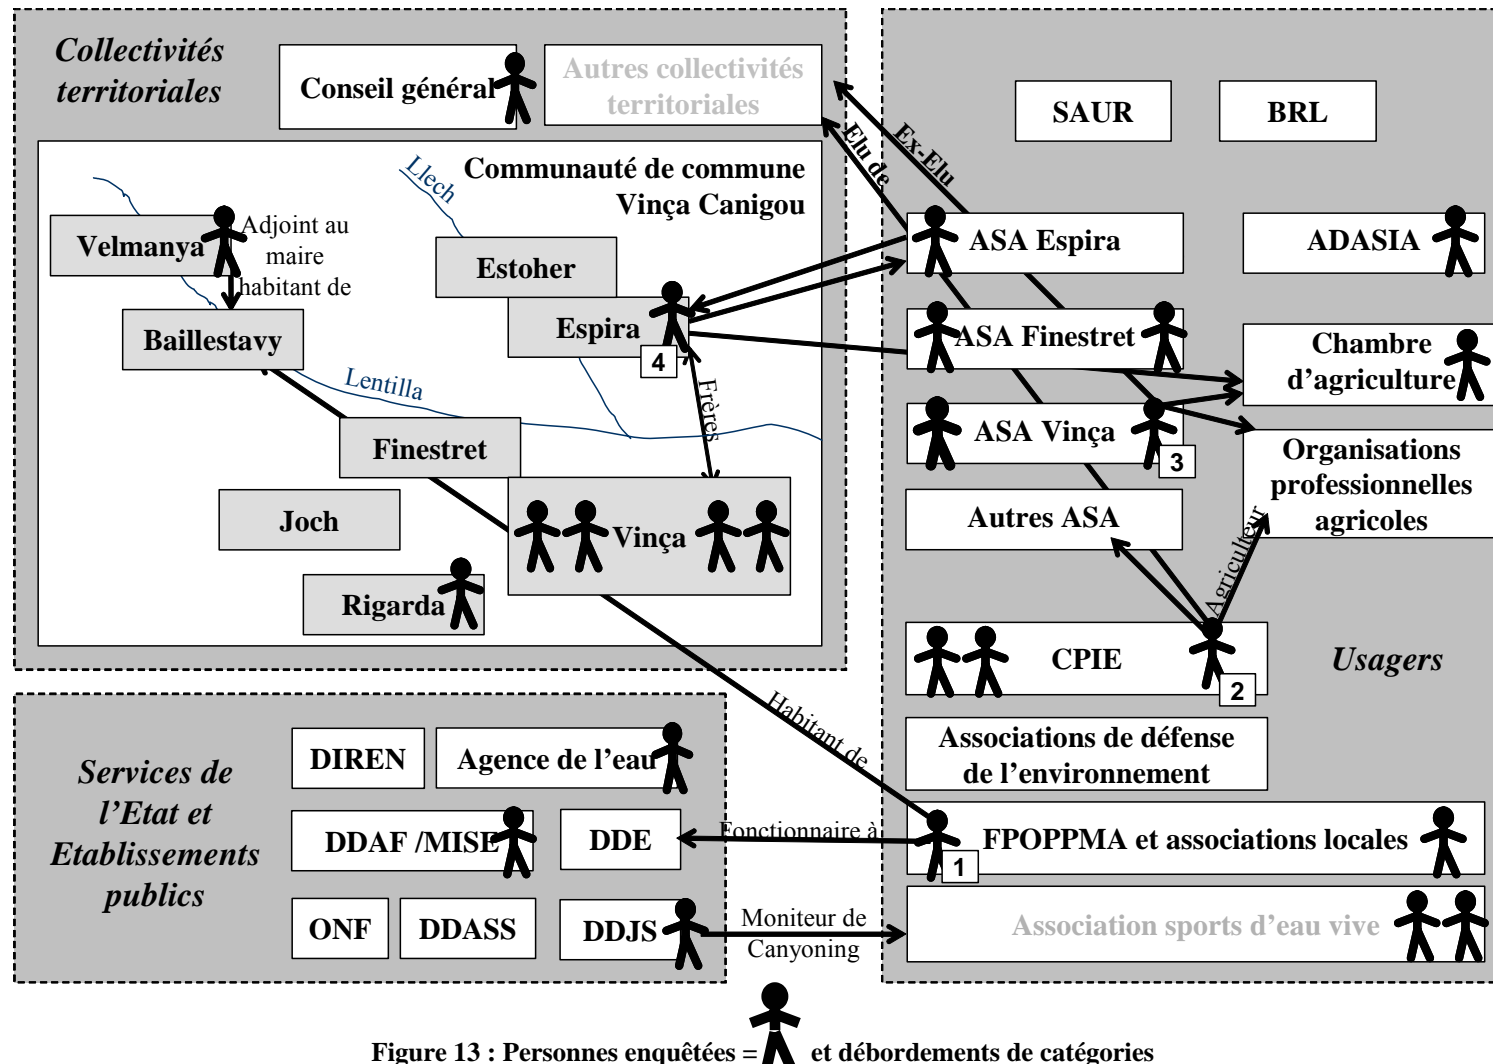 Collectivités
territoriales
Conseil général
Autres collectivités
territoriales
Communauté de commune
Vinça Canigou
Llech
Velmanya
Adjoint au
maire
habitant de
Estoher
Baillestavy
Espira
4
Lentilla
Frères
Finestret
Joch
Vinça
Rigarda
Elu de
Ex-Elu
SAUR
BRL
ASA Espira
ADASIA
ASA Finestret
Chambre
d’agriculture
ASA Vinça
3
Organisations
professionnelles
agricoles
Autres ASA
Agriculteur
CPIE
2
Usagers
Associations de défense
de l’environnement
Habitant de
FPOPPMA et associations locales
1
Fonctionnaire à
Association sports d’eau vive
Moniteur de
Canyoning
Services de
l’Etat et
Etablissements
publics
DIREN
Agence de l’eau
DDAF /MISE
DDE
ONF
DDASS
DDJS
Figure 13 : Personnes enquêtées = et débordements de catégories